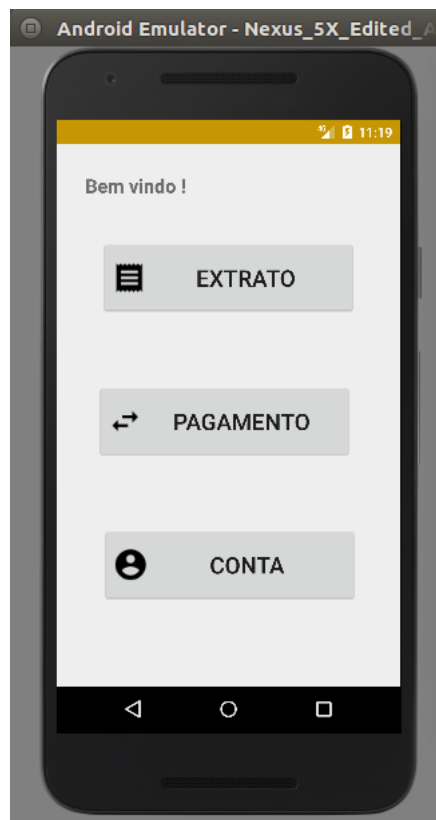 Android Emulator - Nexus_5X_Edited_A
11:19
Bem vindo !
EXTRATO
PAGAMENTO
CONTA